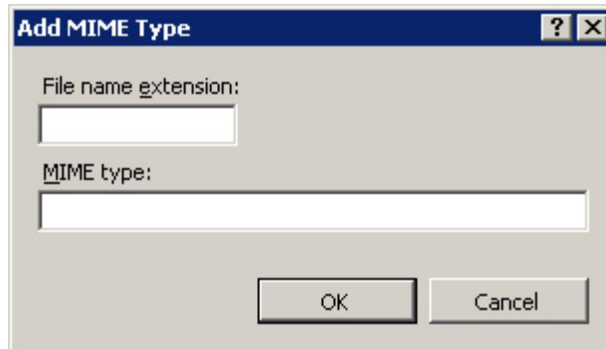 Add MIME Type
File name extension:
MIME type:
OK Cancel